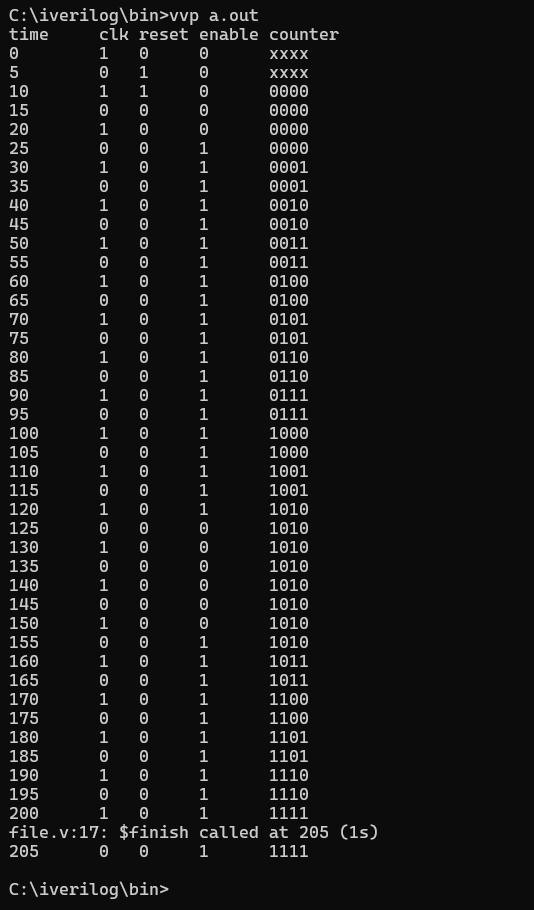 C:\iverilog\bin>vvp a.out
time     clk reset enable counter
0        1   0     0      xxxx
5        0   1     0      xxxx
10       1   1     0      0000
15       0   0     0      0000
20       1   0     0      0000
25       0   0     1      0000
30       1   0     1      0001
35       0   0     1      0001
40       1   0     1      0010
45       0   0     1      0010
50       1   0     1      0011
55       0   0     1      0011
60       1   0     1      0100
65       0   0     1      0100
70       1   0     1      0101
75       0   0     1      0101
80       1   0     1      0110
85       0   0     1      0110
90       1   0     1      0111
95       0   0     1      0111
100      1   0     1      1000
105      0   0     1      1000
110      1   0     1      1001
115      0   0     1      1001
120      1   0     1      1010
125      0   0     0      1010
130      1   0     0      1010
135      0   0     0      1010
140      1   0     0      1010
145      0   0     0      1010
150      1   0     0      1010
155      0   0     1      1010
160      1   0     1      1011
165      0   0     1      1011
170      1   0     1      1100
175      0   0     1      1100
180      1   0     1      1101
185      0   0     1      1101
190      1   0     1      1110
195      0   0     1      1110
200      1   0     1      1111
file.v:17: $finish called at 205 (1s)
205      0   0     1      1111
C:\iverilog\bin>